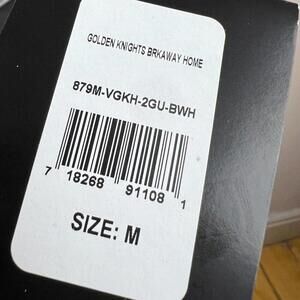 GOLDEN KNIGHTS BRKAWAY HOME
879M-VGKH-2GU-BWH
7 18268 91108 1
SIZE: M